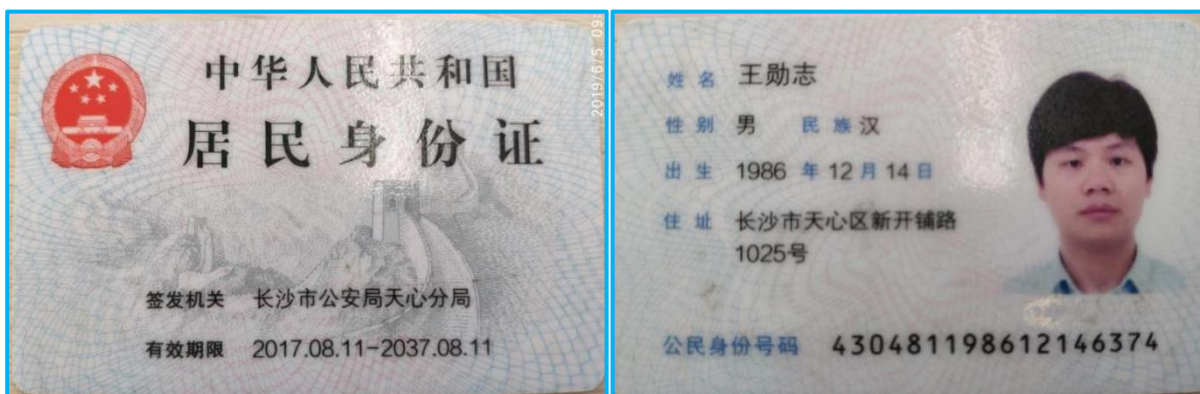 中华人民共和国
居民身份证
签发机关 长沙市公安局天心分局
有效期限 2017.08.11-2037.08.11
2019/6/5 09:
姓名 王勋志
性别 男 民族 汉
出生 1986 年 12 月 14 日
住址 长沙市天心区新开铺路
1025号
公民身份号码 430481198612146374